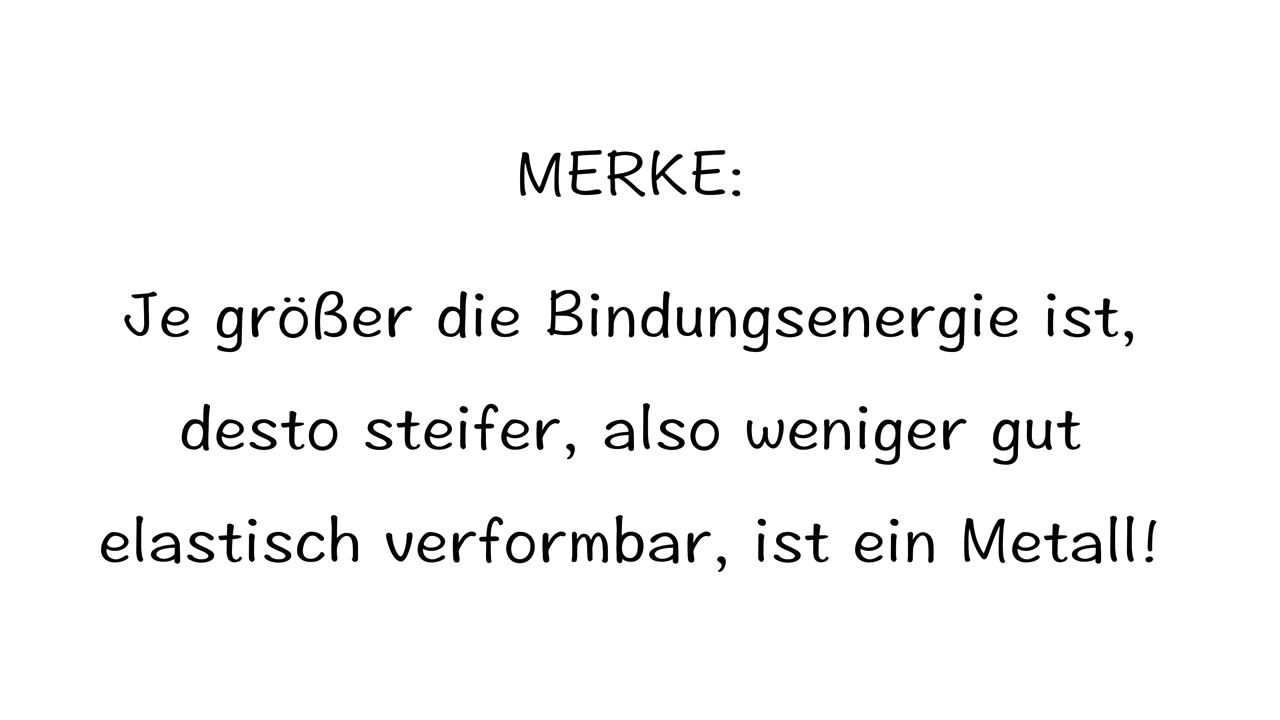 MERKE:
Je größer die Bindungsenergie ist,
desto steifer, also weniger gut
elastisch verformbar, ist ein Metall!